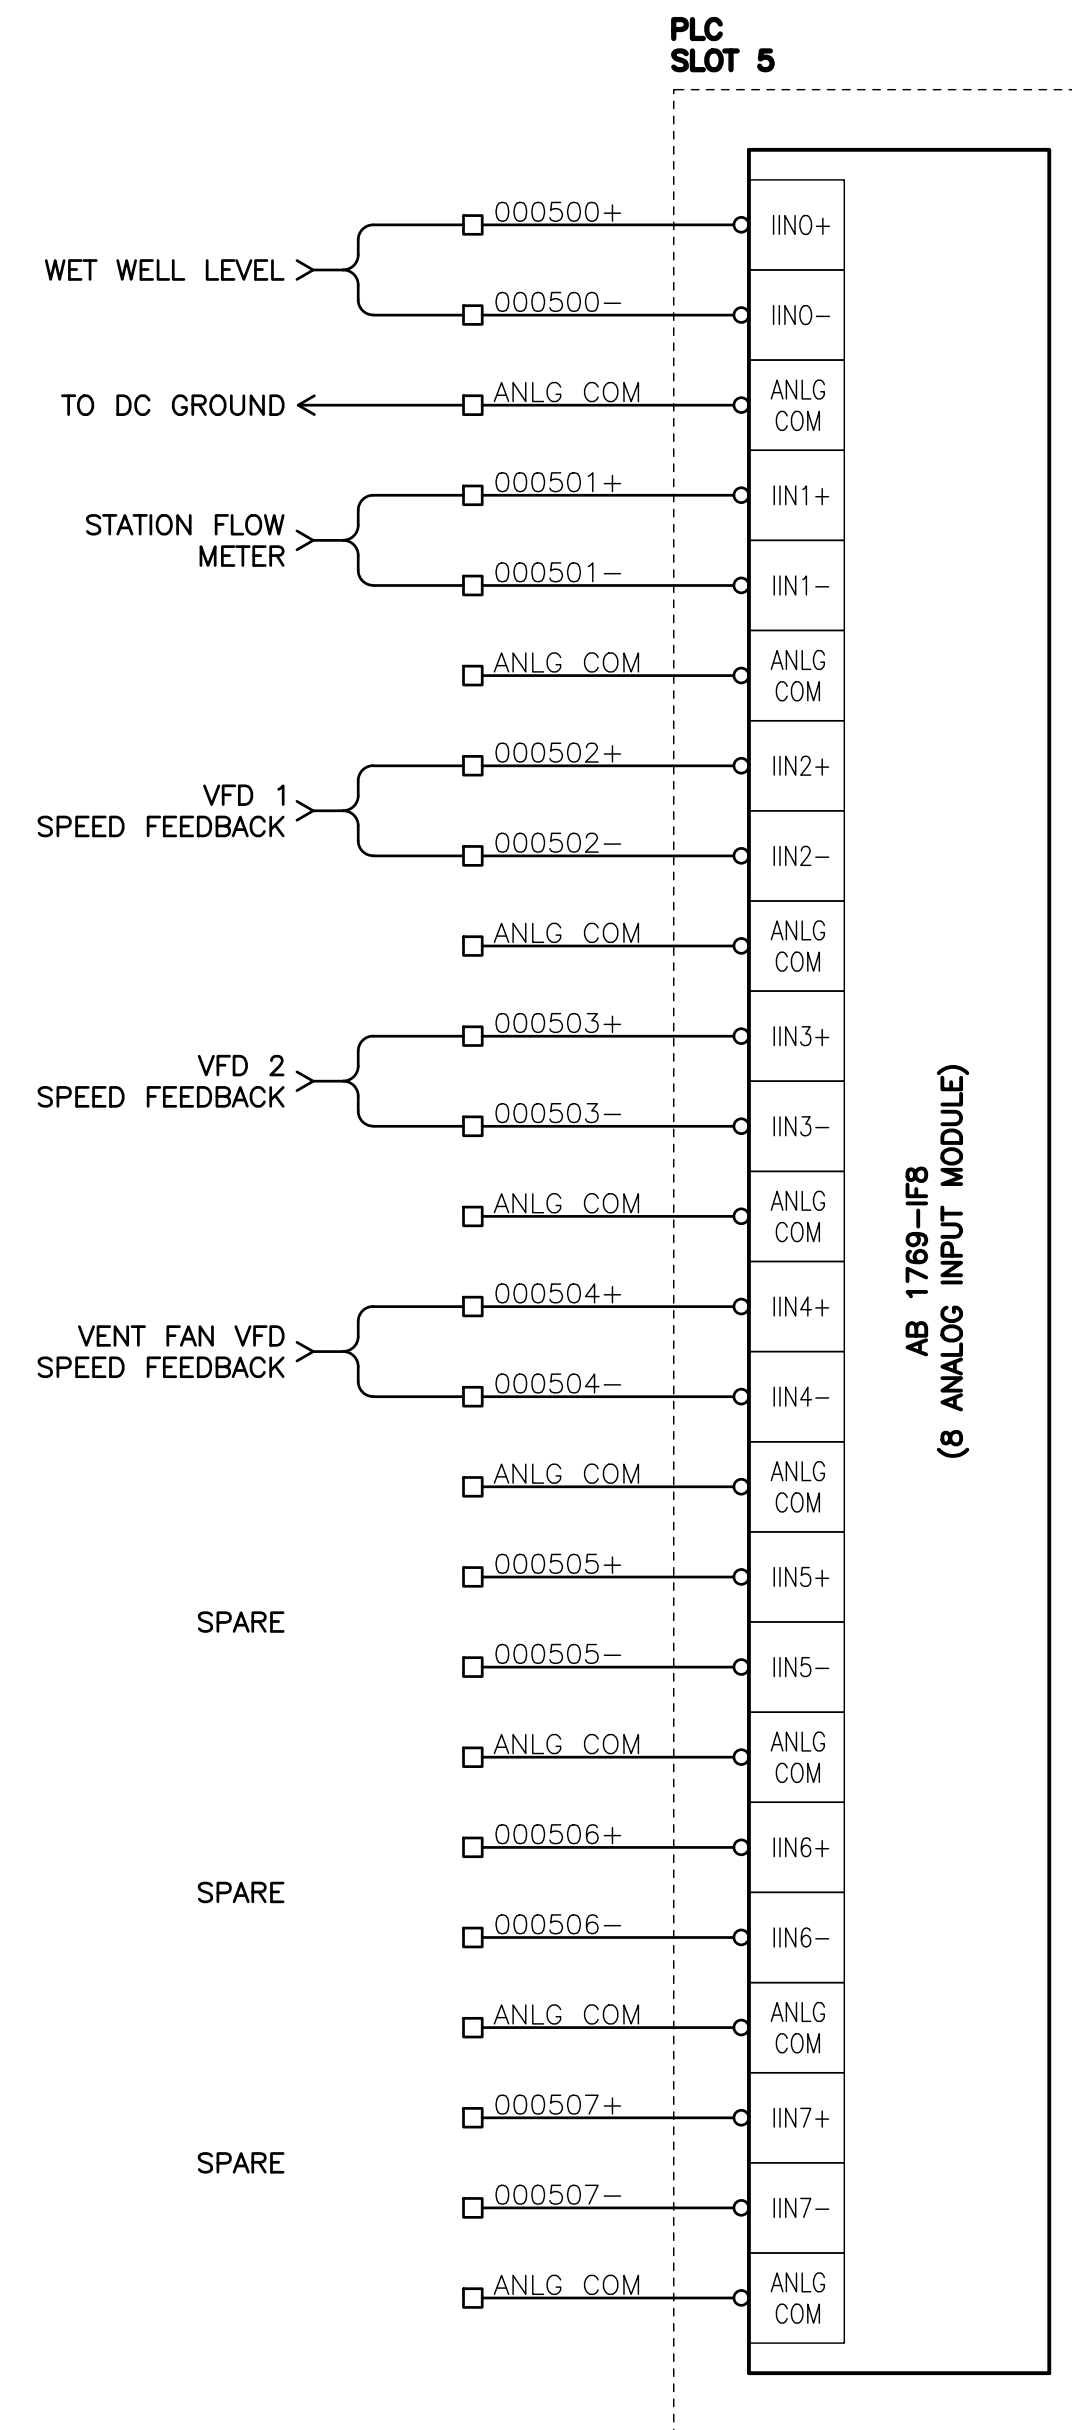 PLC
SLOT 5
000500+
IIN0+
WET WELL LEVEL
000500-
IIN0-
TO DC GROUND
ANLG COM
ANLG
COM
000501+
IIN1+
STATION FLOW
METER
000501-
IIN1-
ANLG COM
ANLG
COM
000502+
IIN2+
VFD 1
SPEED FEEDBACK
000502-
IIN2-
ANLG COM
ANLG
COM
000503+
IIN3+
VFD 2
SPEED FEEDBACK
000503-
IIN3-
ANLG COM
ANLG
COM
AB 1769-IF8
(8 ANALOG INPUT MODULE)
000504+
IIN4+
VENT FAN VFD
SPEED FEEDBACK
000504-
IIN4-
ANLG COM
ANLG
COM
000505+
IIN5+
SPARE
000505-
IIN5-
ANLG COM
ANLG
COM
000506+
IIN6+
SPARE
000506-
IIN6-
ANLG COM
ANLG
COM
000507+
IIN7+
SPARE
000507-
IIN7-
ANLG COM
ANLG
COM